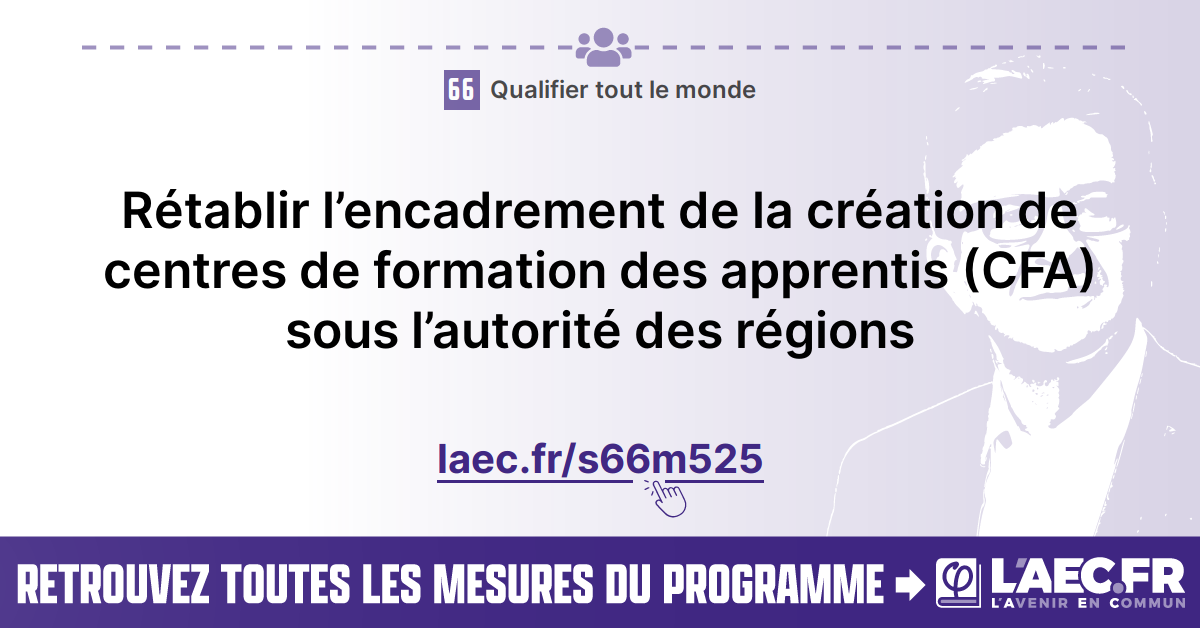 66 Qualifier tout le monde
Rétablir l’encadrement de la création de
centres de formation des apprentis (CFA)
sous l’autorité des régions
laec.fr/s66m525
RETROUVEZ TOUTES LES MESURES DU PROGRAMME
L'AEC.FR
L'AVENIR EN COMMUN